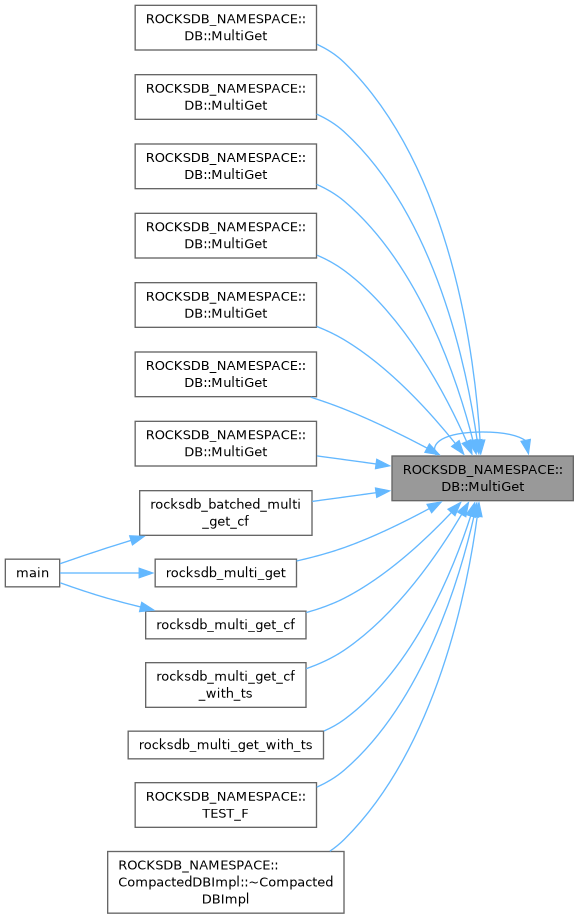 ROCKSDB_NAMESPACE::
DB::MultiGet
ROCKSDB_NAMESPACE::
DB::MultiGet
ROCKSDB_NAMESPACE::
DB::MultiGet
ROCKSDB_NAMESPACE::
DB::MultiGet
ROCKSDB_NAMESPACE::
DB::MultiGet
ROCKSDB_NAMESPACE::
DB::MultiGet
ROCKSDB_NAMESPACE::
DB::MultiGet
ROCKSDB_NAMESPACE::
DB::MultiGet
rocksdb_batched_multi
_get_cf
main
rocksdb_multi_get
rocksdb_multi_get_cf
rocksdb_multi_get_cf
_with_ts
rocksdb_multi_get_with_ts
ROCKSDB_NAMESPACE::
TEST_F
ROCKSDB_NAMESPACE::
CompactedDBImpl::~Compacted
DBImpl